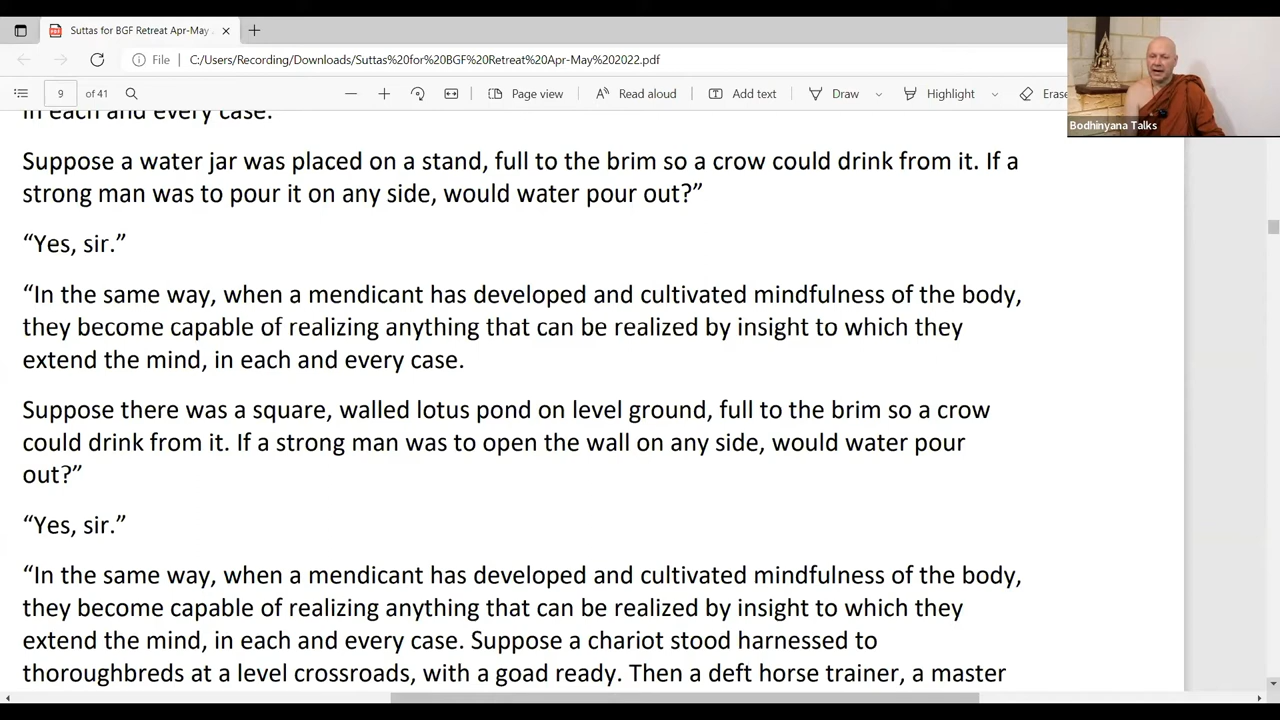 Suttas for BGF Retreat Apr-May
File
C:/Users/Recording/Downloads/Suttas%20for%20BGF%20Retreat%20Apr-May%202022.pdf
9 of 41
Page view
Read aloud
Add text
Draw
Highlight
Erase
Bodhinyana Talks
in each and every case.
Suppose a water jar was placed on a stand, full to the brim so a crow could drink from it. If a
strong man was to pour it on any side, would water pour out?”
“Yes, sir.”
“In the same way, when a mendicant has developed and cultivated mindfulness of the body,
they become capable of realizing anything that can be realized by insight to which they
extend the mind, in each and every case.
Suppose there was a square, walled lotus pond on level ground, full to the brim so a crow
could drink from it. If a strong man was to open the wall on any side, would water pour
out?”
“Yes, sir.”
“In the same way, when a mendicant has developed and cultivated mindfulness of the body,
they become capable of realizing anything that can be realized by insight to which they
extend the mind, in each and every case. Suppose a chariot stood harnessed to
thoroughbreds at a level crossroads, with a goad ready. Then a deft horse trainer, a master